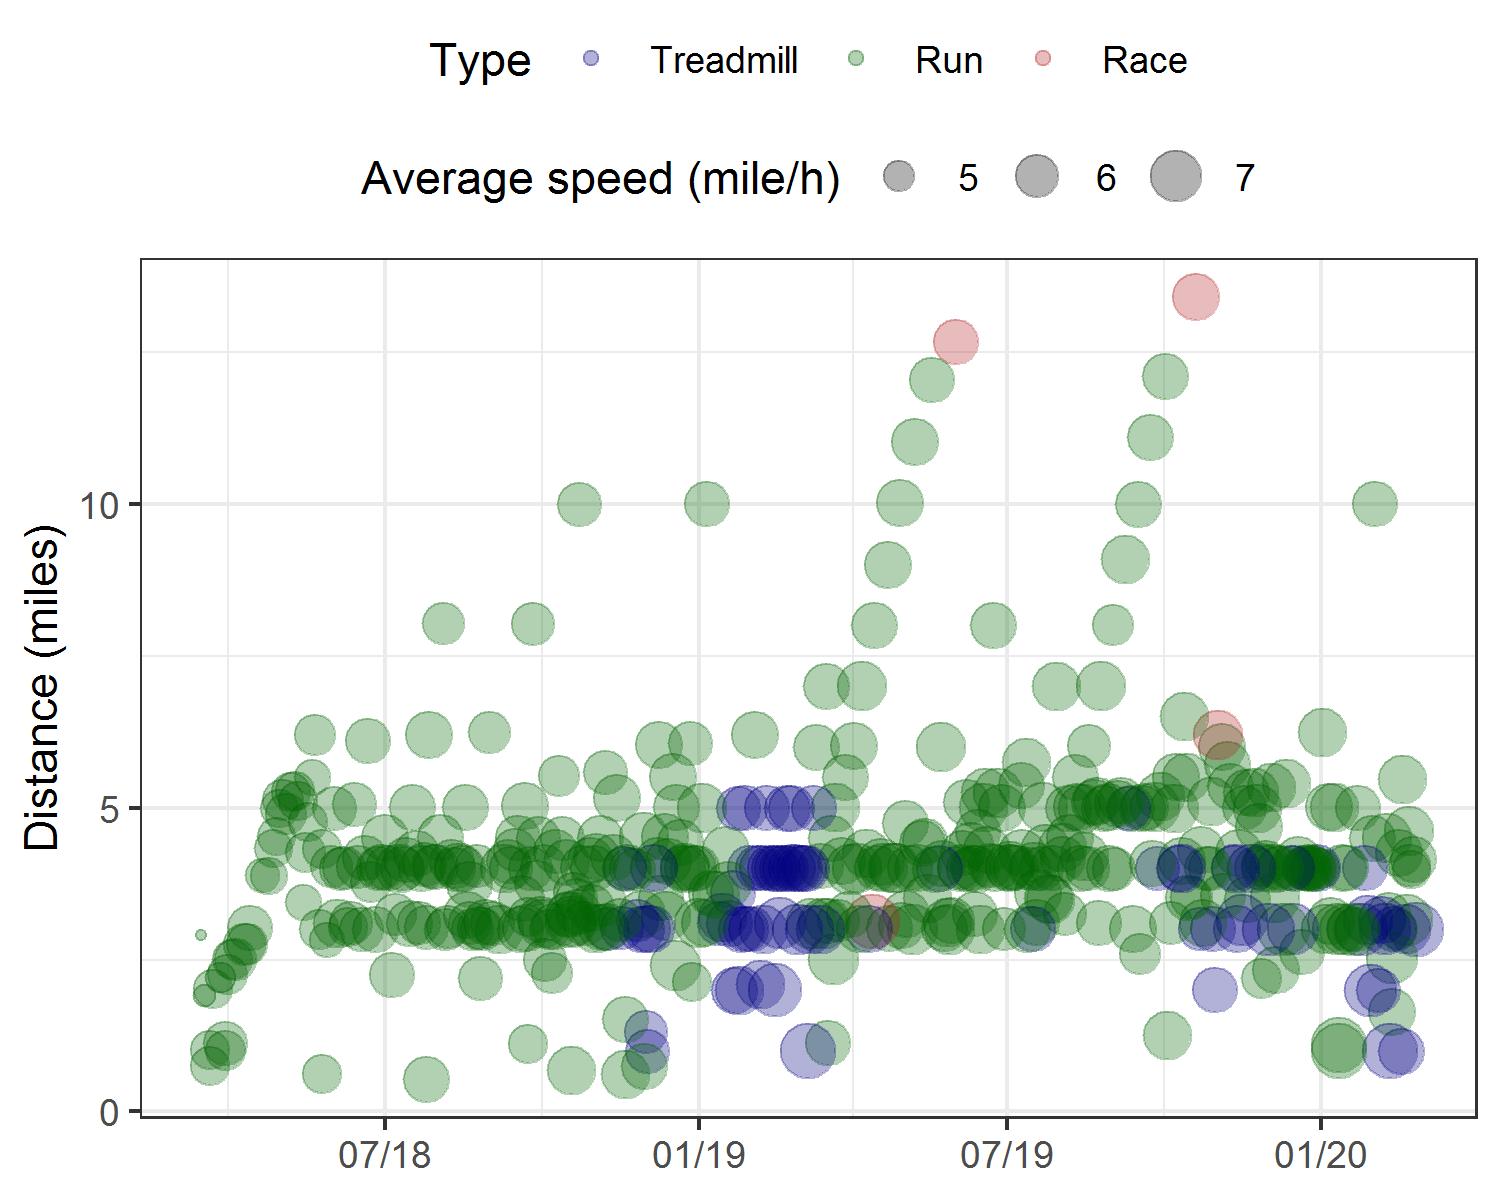 Type Treadmill Run Race
Average speed (mile/h) 5 6 7
Distance (miles)
10
5
0
07/18 01/19 07/19 01/20